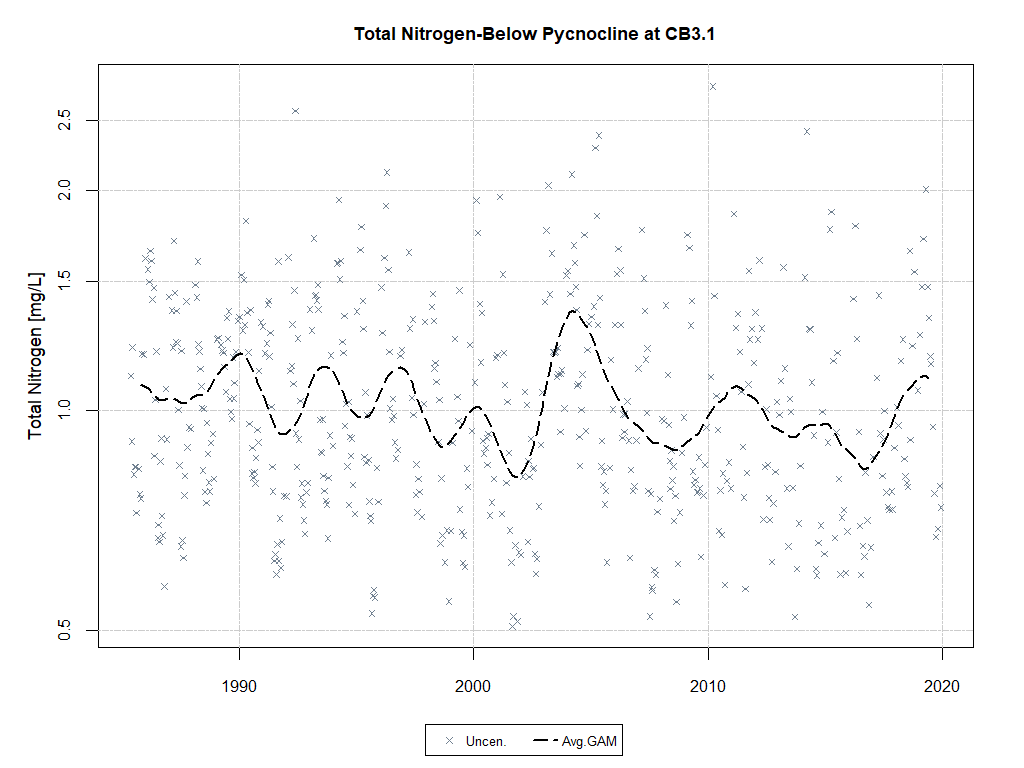 Total Nitrogen-Below Pycnocline at CB3.1
Total Nitrogen [mg/L]
2.5
2.0
1.5
1.0
0.5
1990 2000 2010 2020
Uncen. Avg.GAM